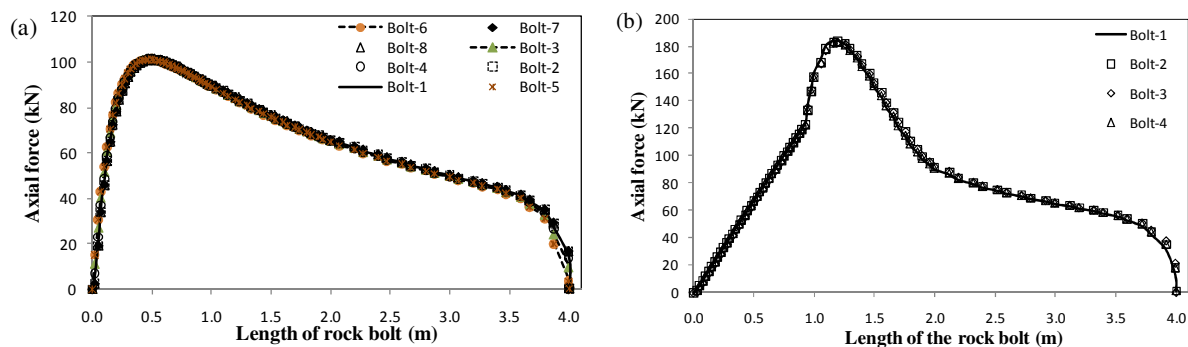 (a)
120
100
80
60
40
20
0
Axial force (kN)
Bolt-6
Bolt-7
Bolt-8
Bolt-3
Bolt-4
Bolt-2
Bolt-1
Bolt-5
0.0 0.5 1.0 1.5 2.0 2.5 3.0 3.5 4.0
Length of rock bolt (m)
(b)
200
180
160
140
120
100
80
60
40
20
0
Axial force (kN)
Bolt-1
Bolt-2
Bolt-3
Bolt-4
0.0 0.5 1.0 1.5 2.0 2.5 3.0 3.5 4.0
Length of the rock bolt (m)